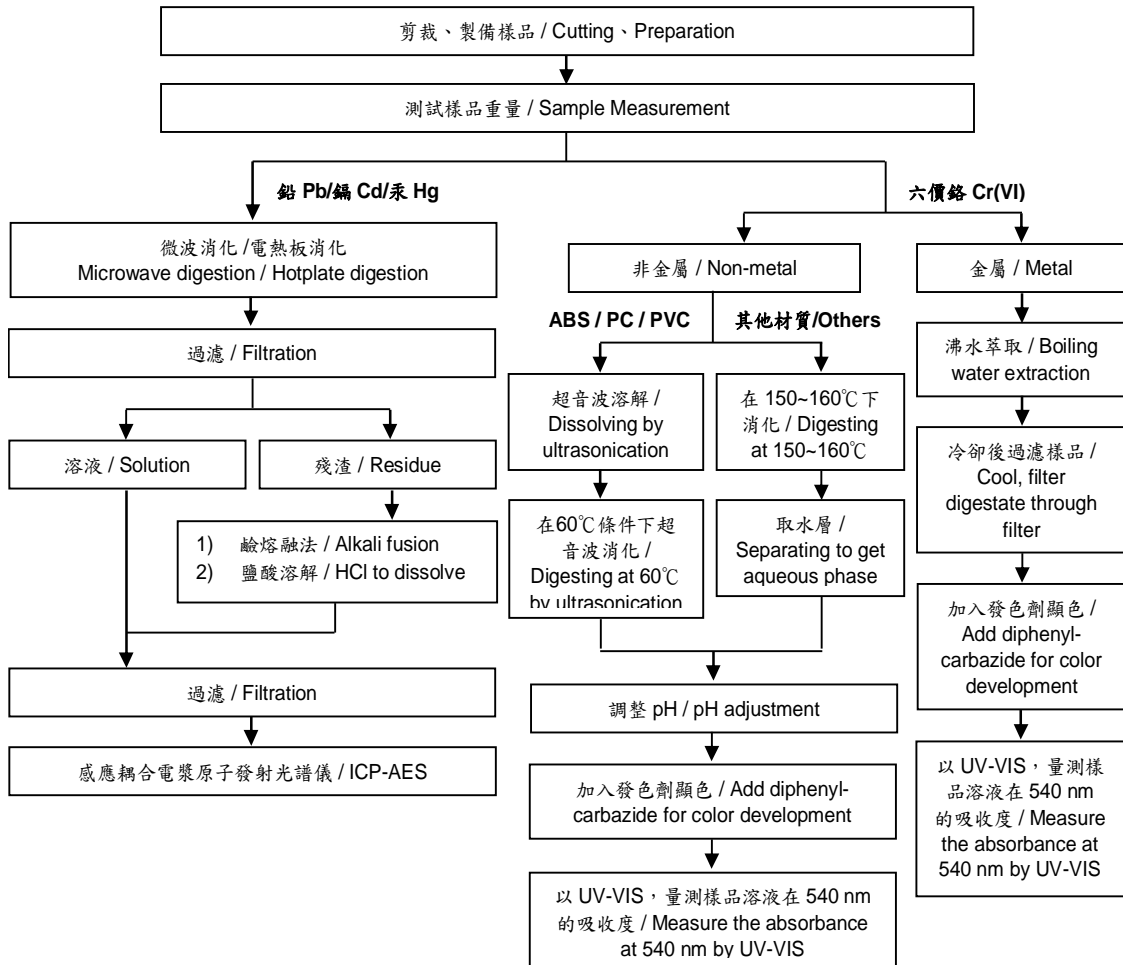 剪裁、製備樣品 / Cutting、Preparation
測試樣品重量 / Sample Measurement
鉛 Pb/鎘 Cd/汞 Hg
微波消化 /電熱板消化
Microwave digestion / Hotplate digestion
過濾 / Filtration
溶液 / Solution
殘渣 / Residue
1) 鹼熔融法 / Alkali fusion
2) 鹽酸溶解 / HCl to dissolve
過濾 / Filtration
感應耦合電漿原子發射光譜儀 / ICP-AES
六價鉻 Cr(VI)
非金屬 / Non-metal
ABS / PC / PVC
超音波溶解 /
Dissolving by
ultrasonication
在60℃條件下超
音波消化 /
Digesting at 60℃
by ultrasonication
其他材質/Others
在 150~160℃下
消化 / Digesting
at 150~160℃
取水層 /
Separating to get
aqueous phase
調整 pH / pH adjustment
加入發色劑顯色 / Add diphenyl-
carbazide for color development
以 UV-VIS，量測樣品溶液在 540 nm
的吸收度 / Measure the absorbance
at 540 nm by UV-VIS
金屬 / Metal
沸水萃取 / Boiling
water extraction
冷卻後過濾樣品 /
Cool, filter
digestate through
filter
加入發色劑顯色 /
Add diphenyl-
carbazide for color
development
以 UV-VIS，量測樣
品溶液在 540 nm
的吸收度 / Measure
the absorbance at
540 nm by UV-VIS